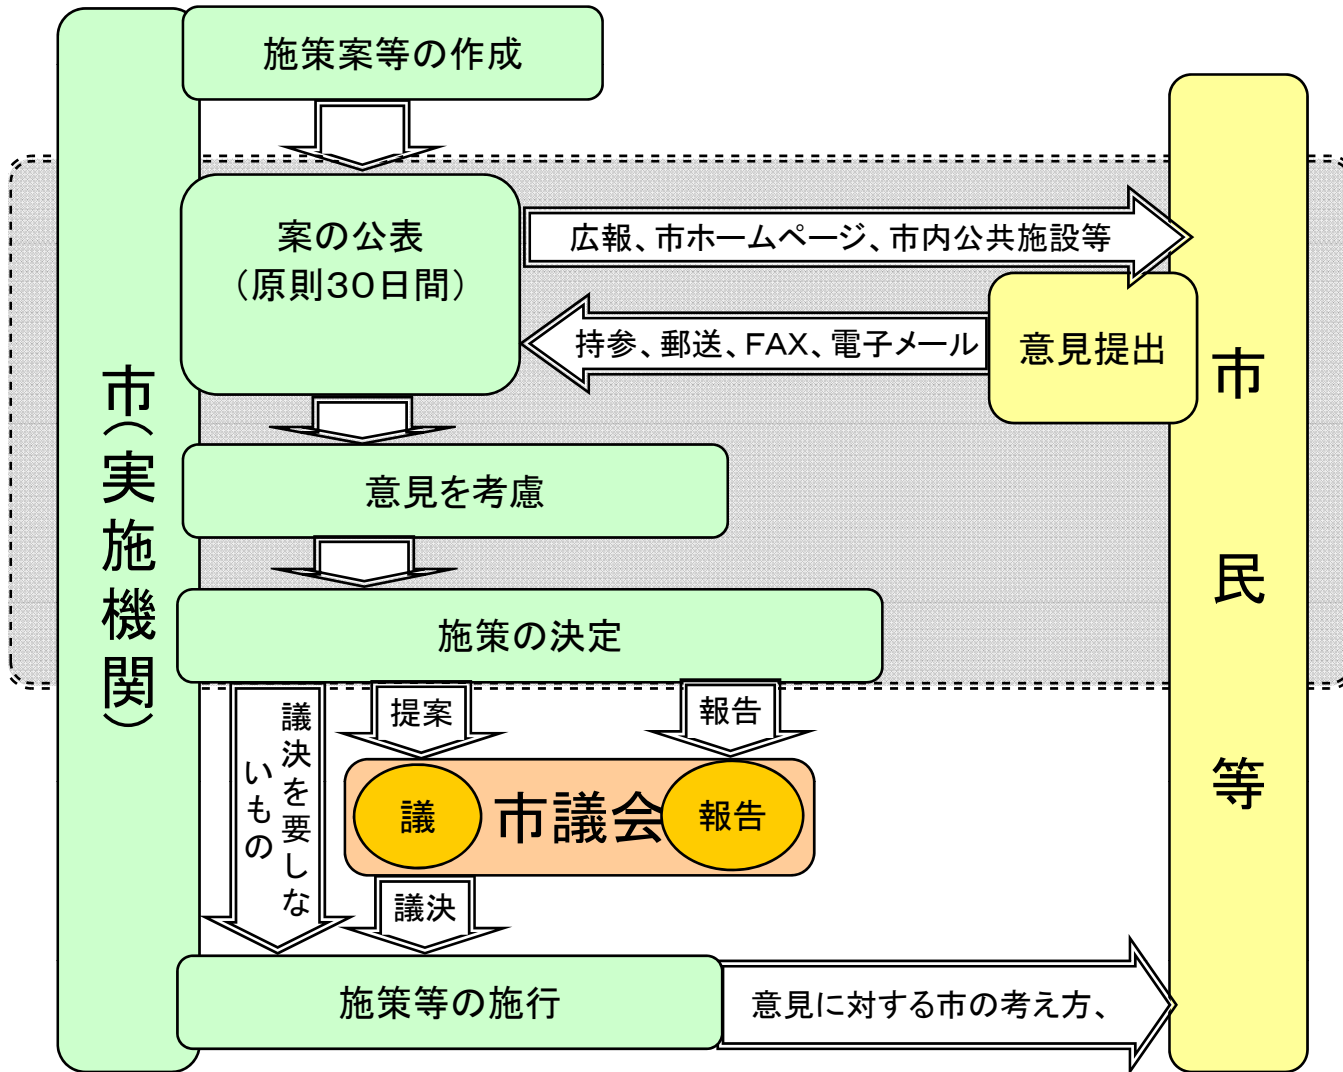 施策案等の作成
案の公表
（原則３０日間）
広報、市ホームページ、市内公共施設等
持参、郵送、FAX、電子メール
意見提出
市（実施機関）
市民等
意見を考慮
施策の決定
議決を要しな
いもの
提案
報告
議
市議会
報告
議決
施策等の施行
意見に対する市の考え方、